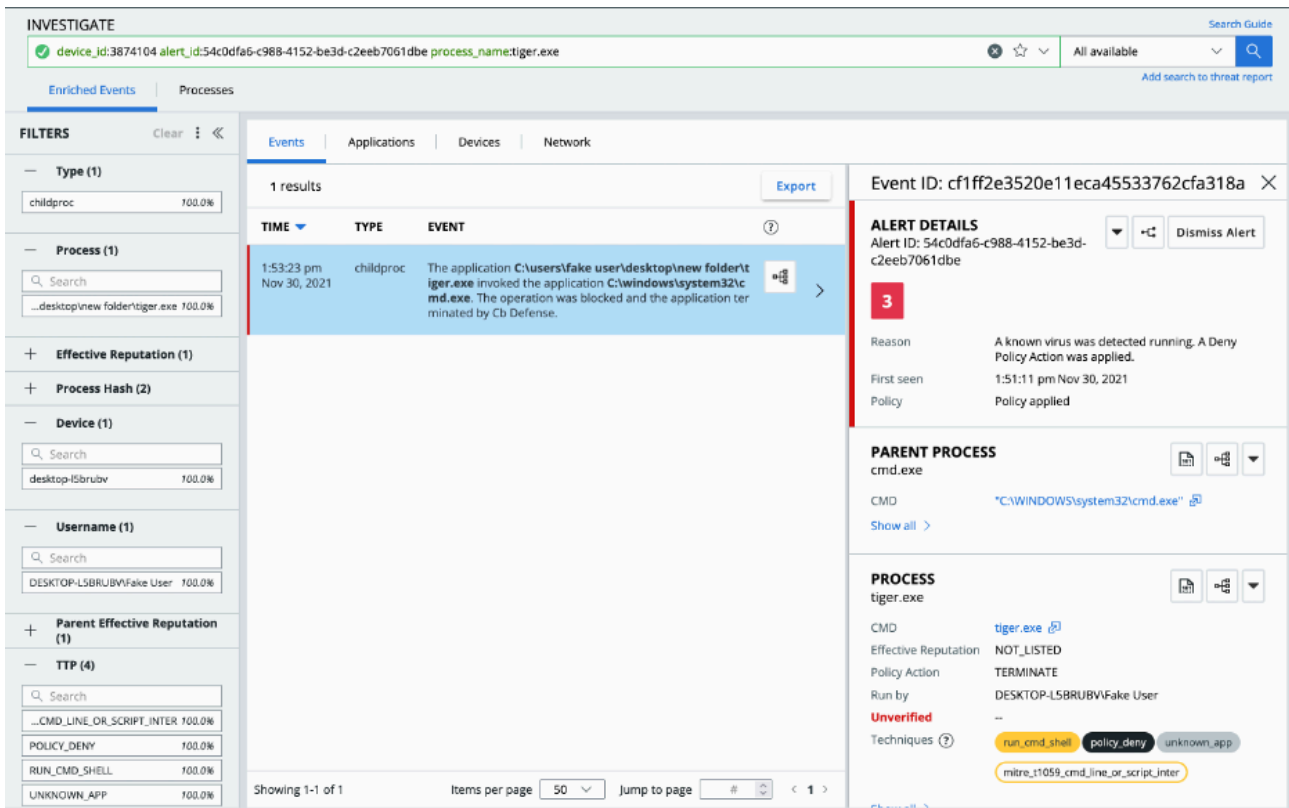 INVESTIGATE
Search Guide
device_id:3874104 alert_id:54c0dfa6-c988-4152-be3d-c2eeb7061dbe process_name:tiger.exe
All available
Add search to threat report
Enriched Events
Processes
FILTERS
Clear
Type (1)
childproc 100.0%
Process (1)
Search
...desktop\new folder\tiger.exe 100.0%
Effective Reputation (1)
Process Hash (2)
Device (1)
Search
desktop-l5brubv 100.0%
Username (1)
Search
DESKTOP-L5BRUBV\Fake User 100.0%
Parent Effective Reputation
(1)
TTP (4)
Search
...CMD_LINE_OR_SCRIPT_INTER 100.0%
POLICY_DENY 100.0%
RUN_CMD_SHELL 100.0%
UNKNOWN_APP 100.0%
Events
Applications
Devices
Network
1 results
Export
TIME TYPE EVENT ?
1:53:23 pm
Nov 30, 2021
childproc
The application C:\users\fake user\desktop\new folder\t
iger.exe invoked the application C:\windows\system32\c
md.exe. The operation was blocked and the application ter
minated by Cb Defense.
Showing 1-1 of 1
Items per page 50
Jump to page #
< 1 >
Event ID: cf1ff2e3520e11eca45533762cfa318a
ALERT DETAILS
Alert ID: 54c0dfa6-c988-4152-be3d-
c2eeb7061dbe
Dismiss Alert
3
Reason A known virus was detected running. A Deny
Policy Action was applied.
First seen 1:51:11 pm Nov 30, 2021
Policy Policy applied
PARENT PROCESS
cmd.exe
CMD "C:\WINDOWS\system32\cmd.exe"
Show all >
PROCESS
tiger.exe
CMD tiger.exe
Effective Reputation NOT_LISTED
Policy Action TERMINATE
Run by DESKTOP-L5BRUBV\Fake User
Unverified --
Techniques ? run_cmd_shell policy_deny unknown_app
mitre_t1059_cmd_line_or_script_inter
Show all >